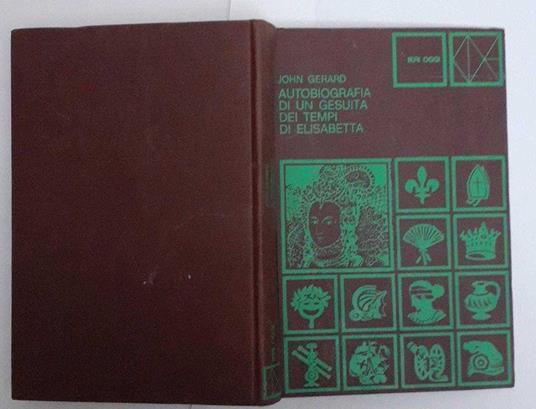 IERI OGGI
JOHN GERARD
AUTOBIOGRAFIA
DI UN GESUITA
DEI TEMPI
DI ELISABETTA